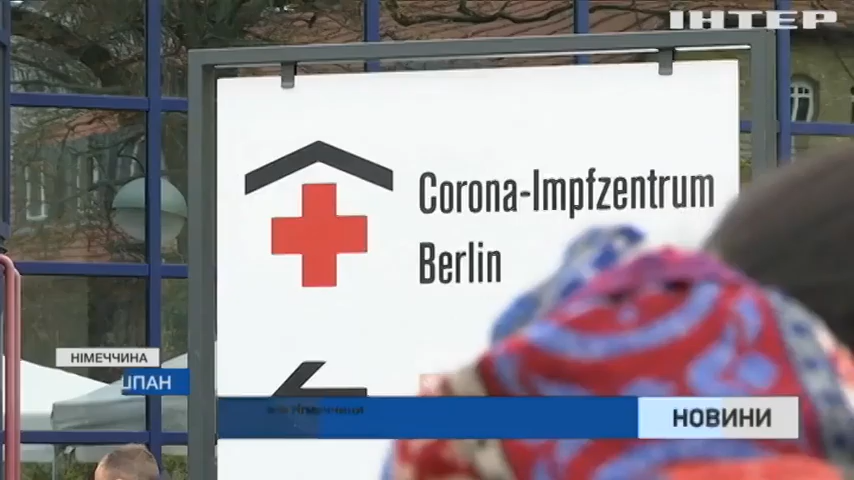 ІНТЕР
Corona-Impfzentrum
Berlin
НІМЕЧЧИНА
ШПАН
НОВИНИ